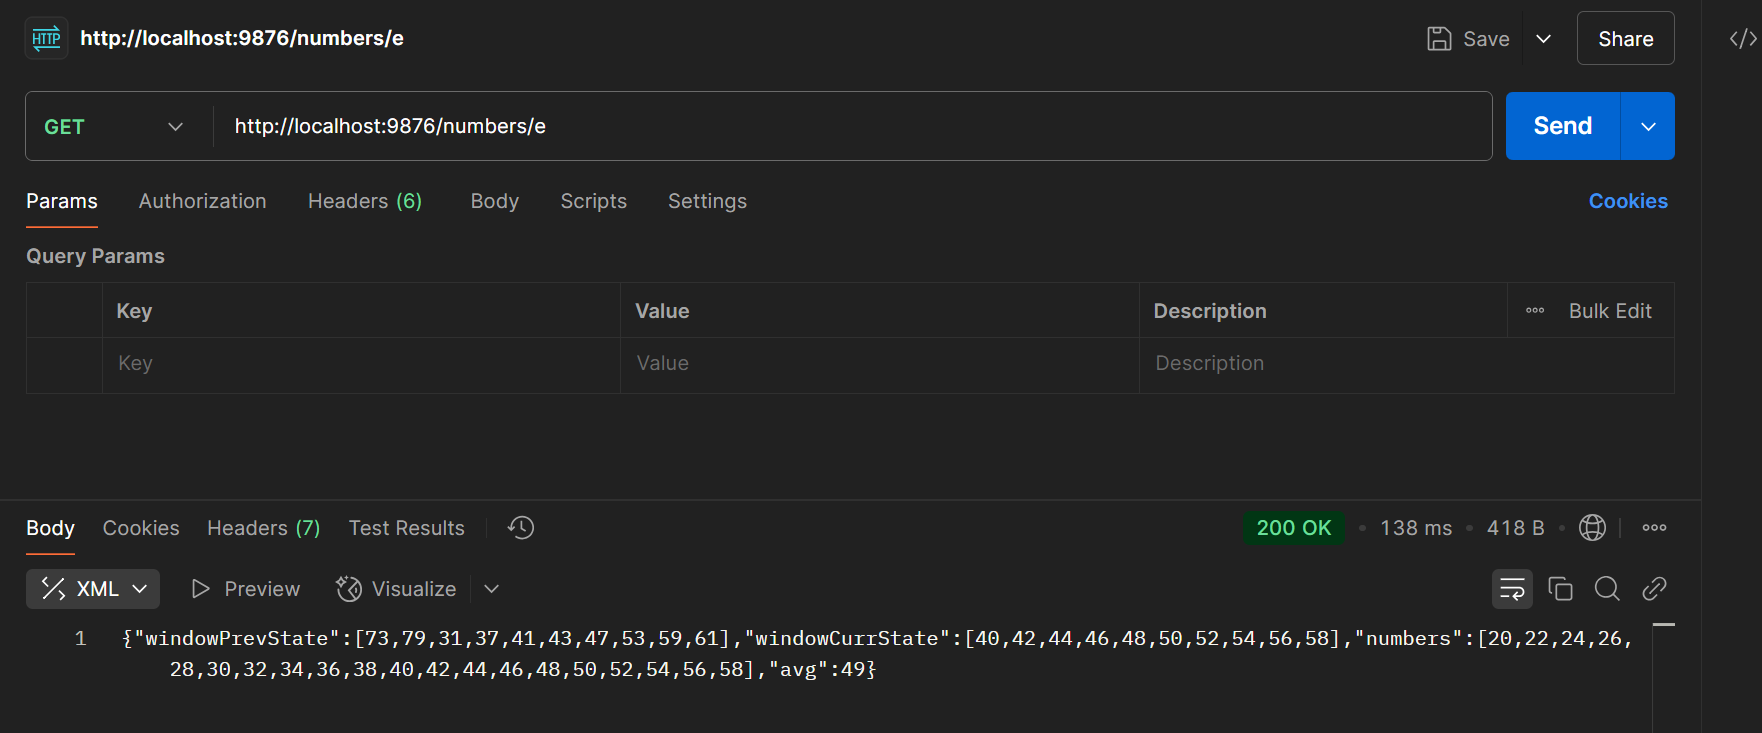 HTTP http://localhost:9876/numbers/e Save Share
GET http://localhost:9876/numbers/e Send
Params Authorization Headers (6) Body Scripts Settings Cookies
Query Params
Key Value Description Bulk Edit
Key Value Description
Body Cookies Headers (7) Test Results 200 OK • 138 ms • 418 B •
XML Preview Visualize
1 {"windowPrevState":[73,79,31,37,41,43,47,53,59,61],"windowCurrState":[40,42,44,46,48,50,52,54,56,58],"numbers":[20,22,24,26,
28,30,32,34,36,38,40,42,44,46,48,50,52,54,56,58],"avg":49}